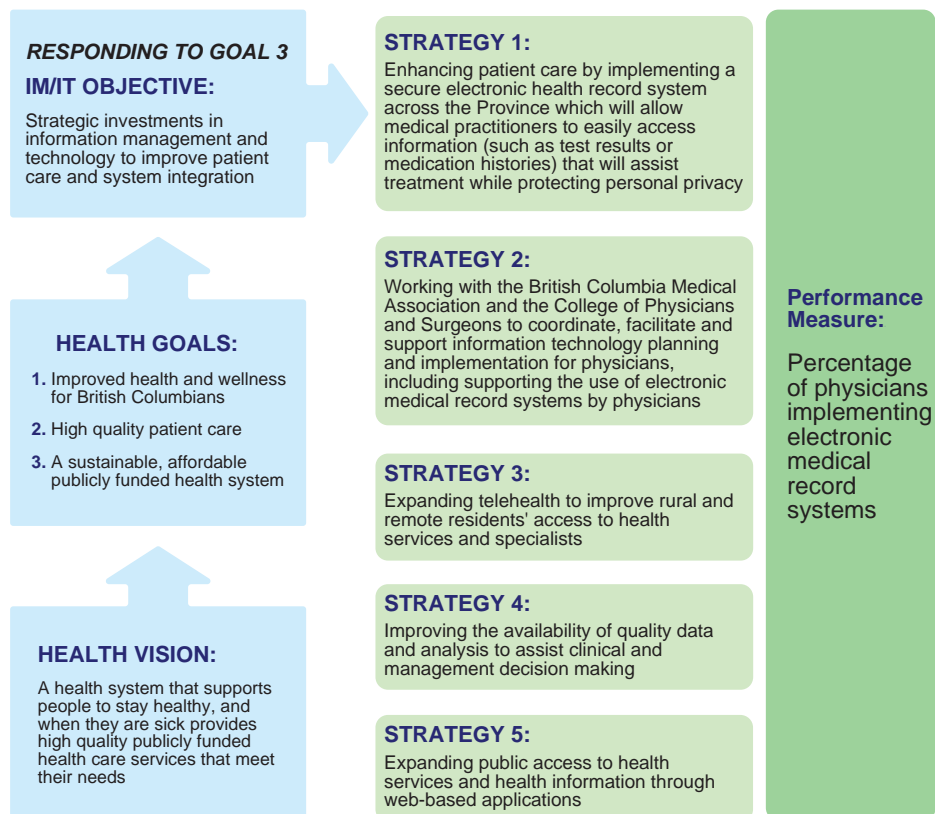 RESPONDING TO GOAL 3
IM/IT OBJECTIVE:
Strategic investments in
information management and
technology to improve patient
care and system integration
HEALTH GOALS:
1. Improved health and wellness
for British Columbians
2. High quality patient care
3. A sustainable, affordable
publicly funded health system
HEALTH VISION:
A health system that supports
people to stay healthy, and
when they are sick provides
high quality publicly funded
health care services that meet
their needs
STRATEGY 1:
Enhancing patient care by implementing a
secure electronic health record system
across the Province which will allow
medical practitioners to easily access
information (such as test results or
medication histories) that will assist
treatment while protecting personal privacy
STRATEGY 2:
Working with the British Columbia Medical
Association and the College of Physicians
and Surgeons to coordinate, facilitate and
support information technology planning
and implementation for physicians,
including supporting the use of electronic
medical record systems by physicians
STRATEGY 3:
Expanding telehealth to improve rural and
remote residents' access to health
services and specialists
STRATEGY 4:
Improving the availability of quality data
and analysis to assist clinical and
management decision making
STRATEGY 5:
Expanding public access to health
services and health information through
web-based applications
Performance
Measure:
Percentage
of physicians
implementing
electronic
medical
record
systems